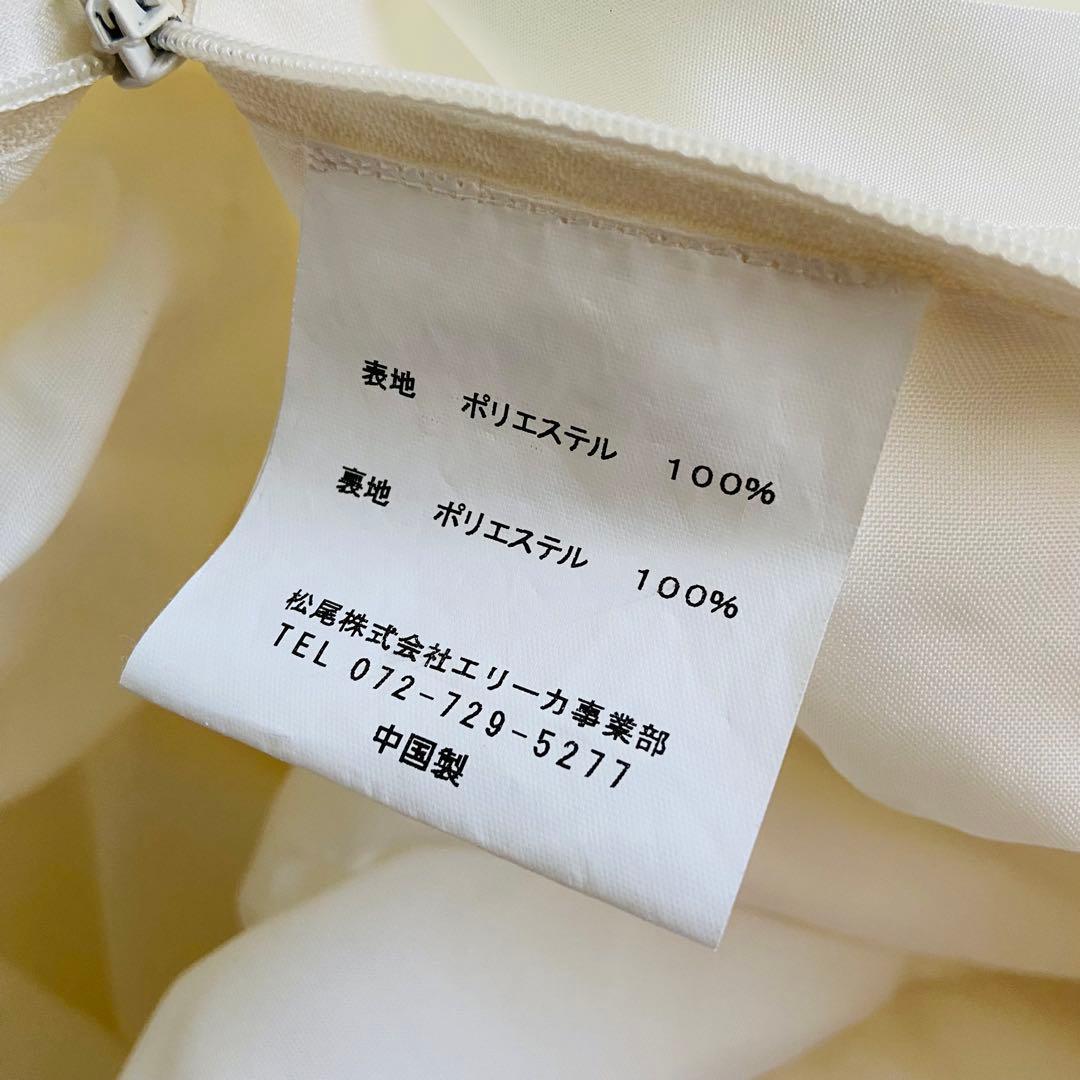 表地 ポリエステル 100%
裏地 ポリエステル 100%
松尾株式会社エリーカ事業部
TEL 072-729-5277
中国製